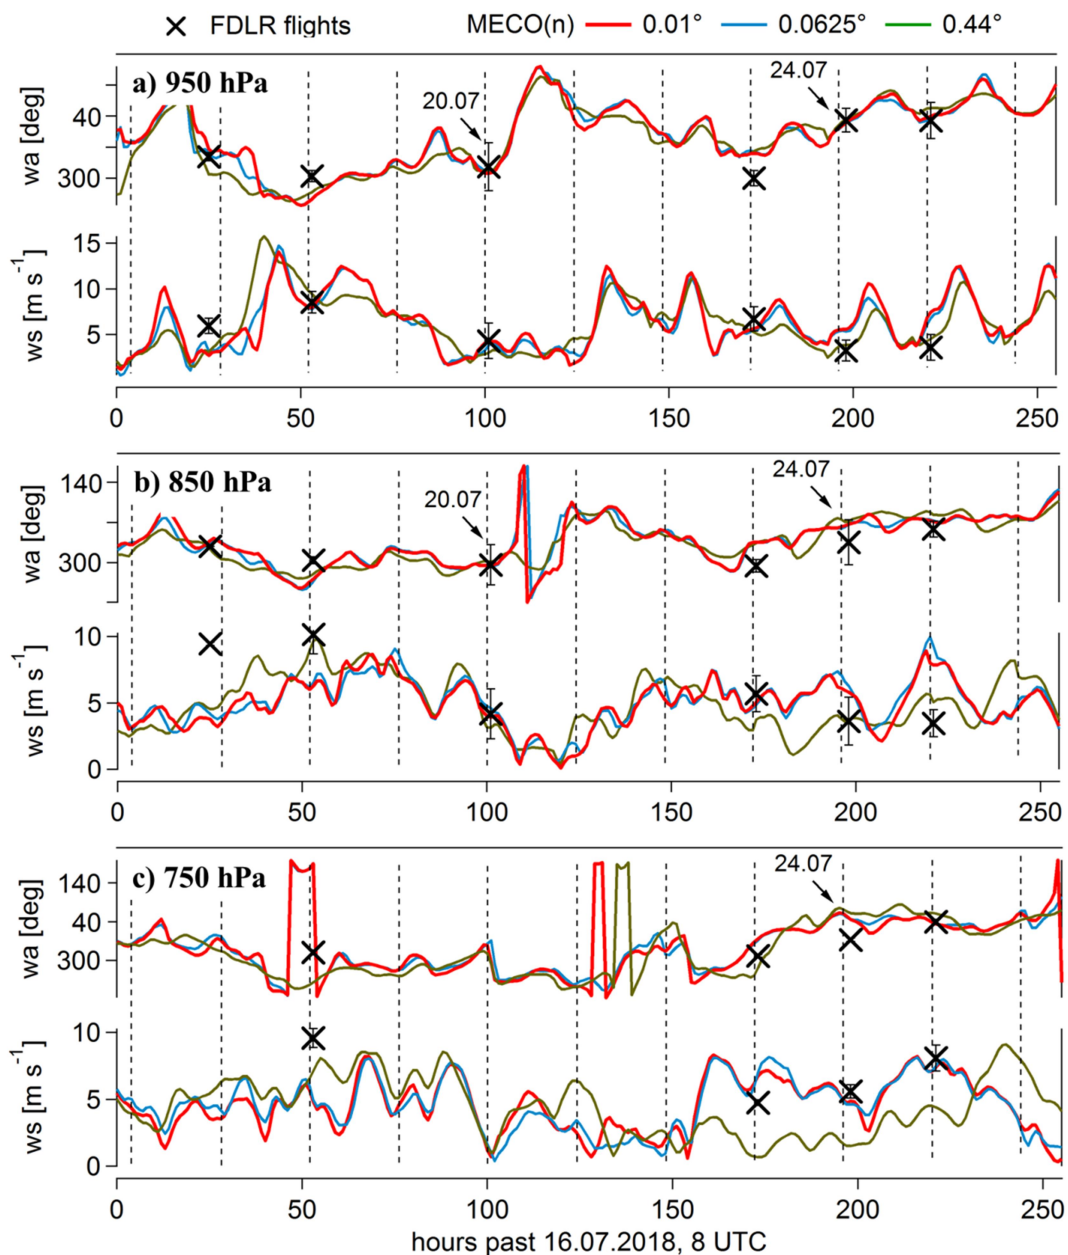 FDLR flights MECO(n) 0.01° 0.0625° 0.44°
a) 950 hPa
wa [deg]
40
300
20.07
24.07
ws [m s⁻¹]
15
10
5
0 50 100 150 200 250
b) 850 hPa
wa [deg]
140
300
20.07
24.07
ws [m s⁻¹]
10
5
0
0 50 100 150 200 250
c) 750 hPa
wa [deg]
140
40
300
24.07
ws [m s⁻¹]
10
5
0
0 50 100 150 200 250
hours past 16.07.2018, 8 UTC